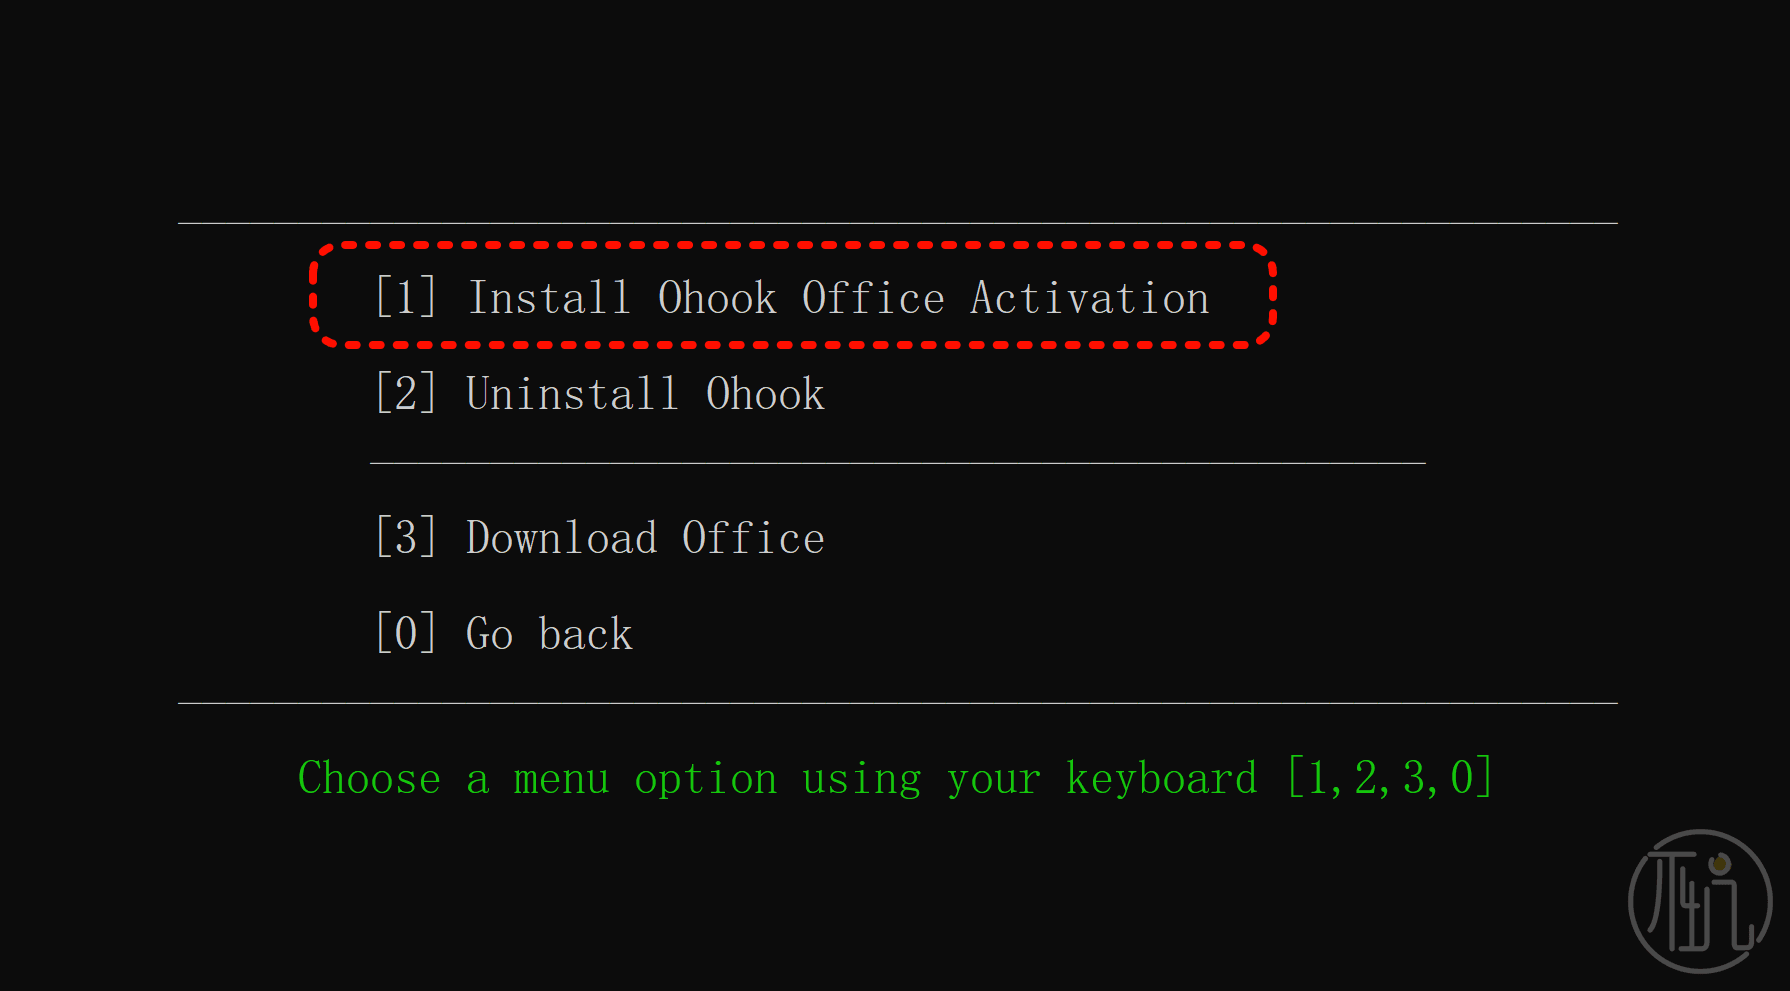 [1] Install Ohook Office Activation
[2] Uninstall Ohook
[3] Download Office
[0] Go back
Choose a menu option using your keyboard [1,2,3,0]